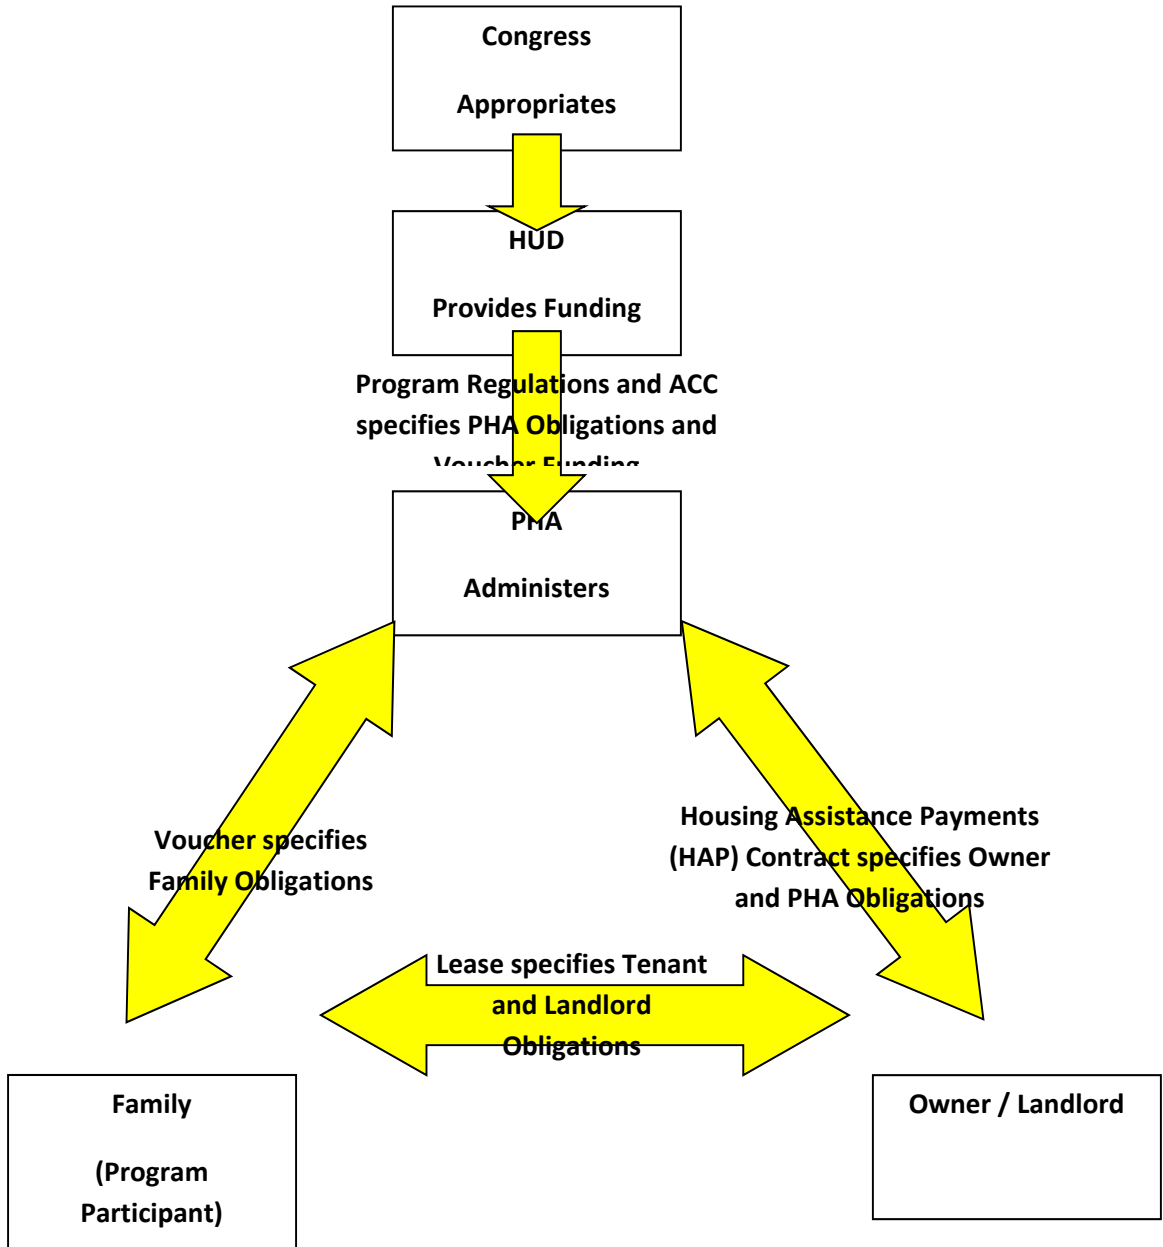 Congress
Appropriates
HUD
Provides Funding
Program Regulations and ACC
specifies PHA Obligations and
Voucher Funding
PHA
Administers
Voucher specifies
Family Obligations
Housing Assistance Payments
(HAP) Contract specifies Owner
and PHA Obligations
Lease specifies Tenant
and Landlord
Obligations
Family
(Program
Participant)
Owner / Landlord